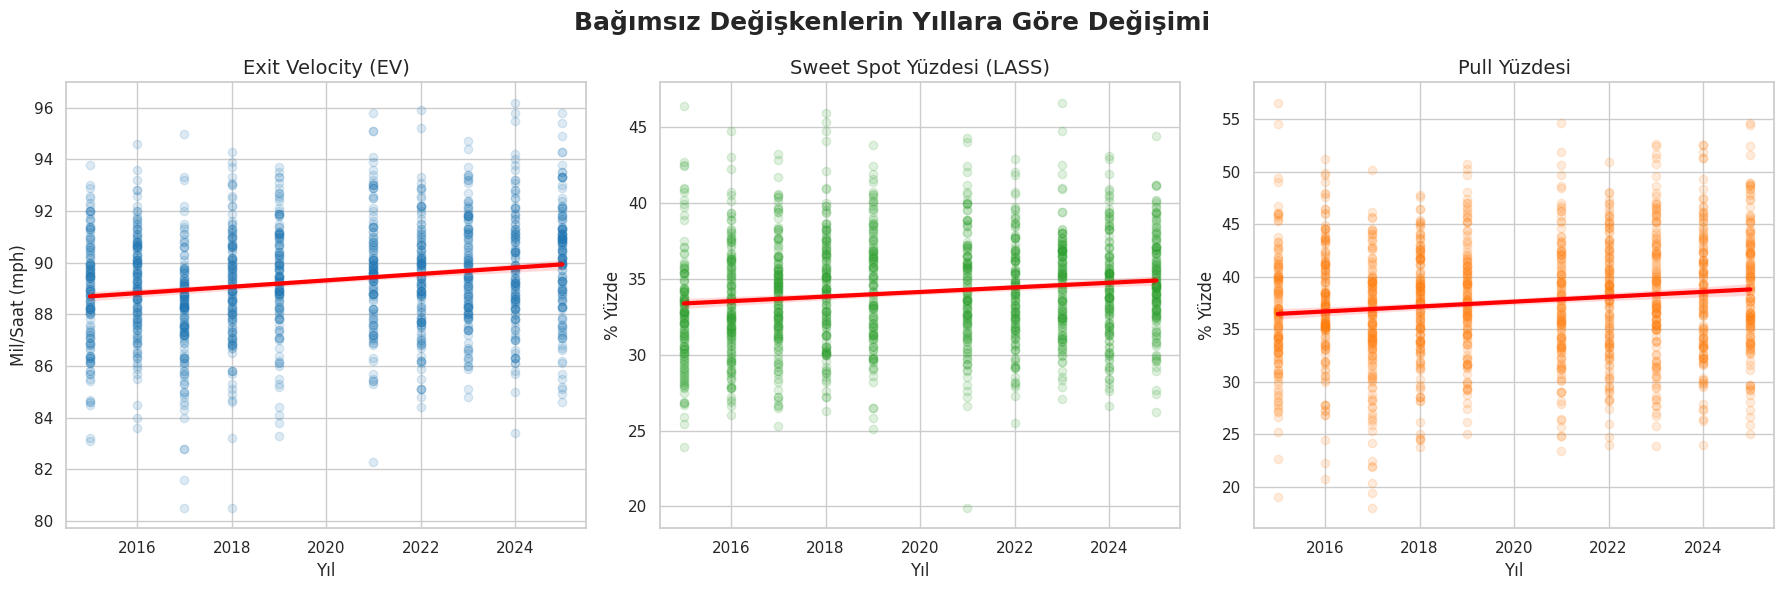 Bağımsız Değişkenlerin Yıllara Göre Değişimi
Exit Velocity (EV)
Mil/Saat (mph)
96
94
92
90
88
86
84
82
80
2016 2018 2020 2022 2024
Yıl
Sweet Spot Yüzdesi (LASS)
% Yüzde
45
40
35
30
25
20
2016 2018 2020 2022 2024
Yıl
Pull Yüzdesi
% Yüzde
55
50
45
40
35
30
25
20
2016 2018 2020 2022 2024
Yıl